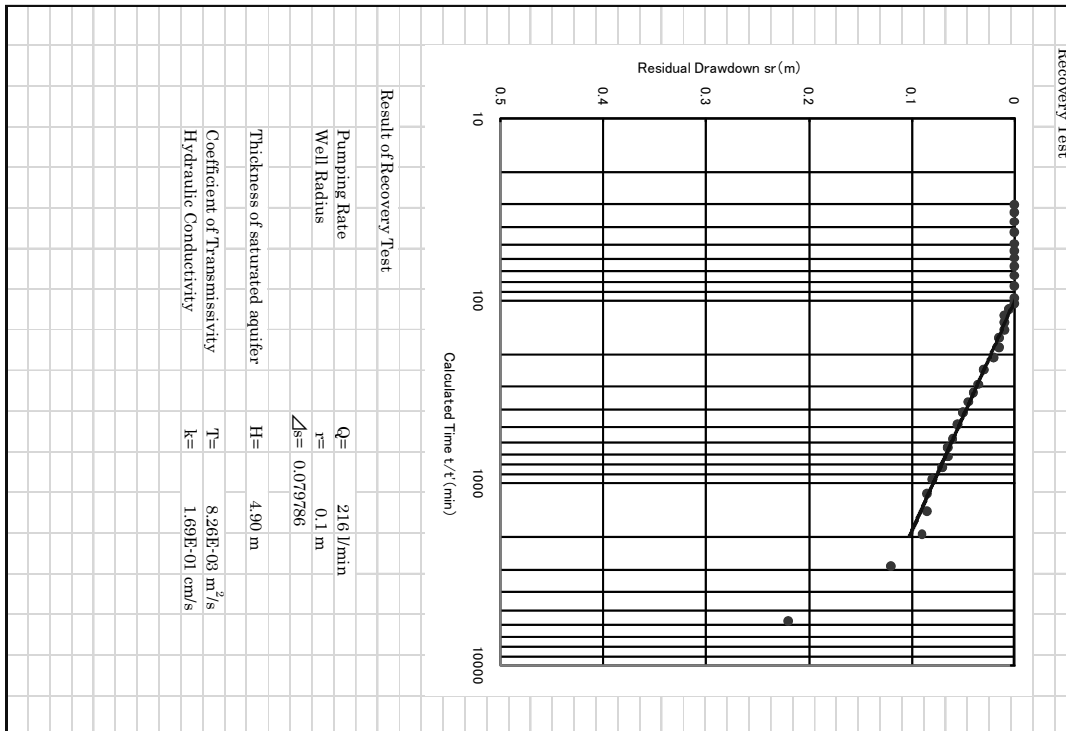 Recovery Test
Residual Drawdown sr(m)
0
0.1
0.2
0.3
0.4
0.5
10
100
1000
10000
Calculated Time t/t'(min)
Result of Recovery Test
Pumping Rate Q= 216 l/min
Well Radius r= 0.1 m
⊿s= 0.079786
Thickness of saturated aquifer H= 4.90 m
Coefficient of Transmissivity T= 8.26E-03 m²/s
Hydraulic Conductivity k= 1.69E-01 cm/s